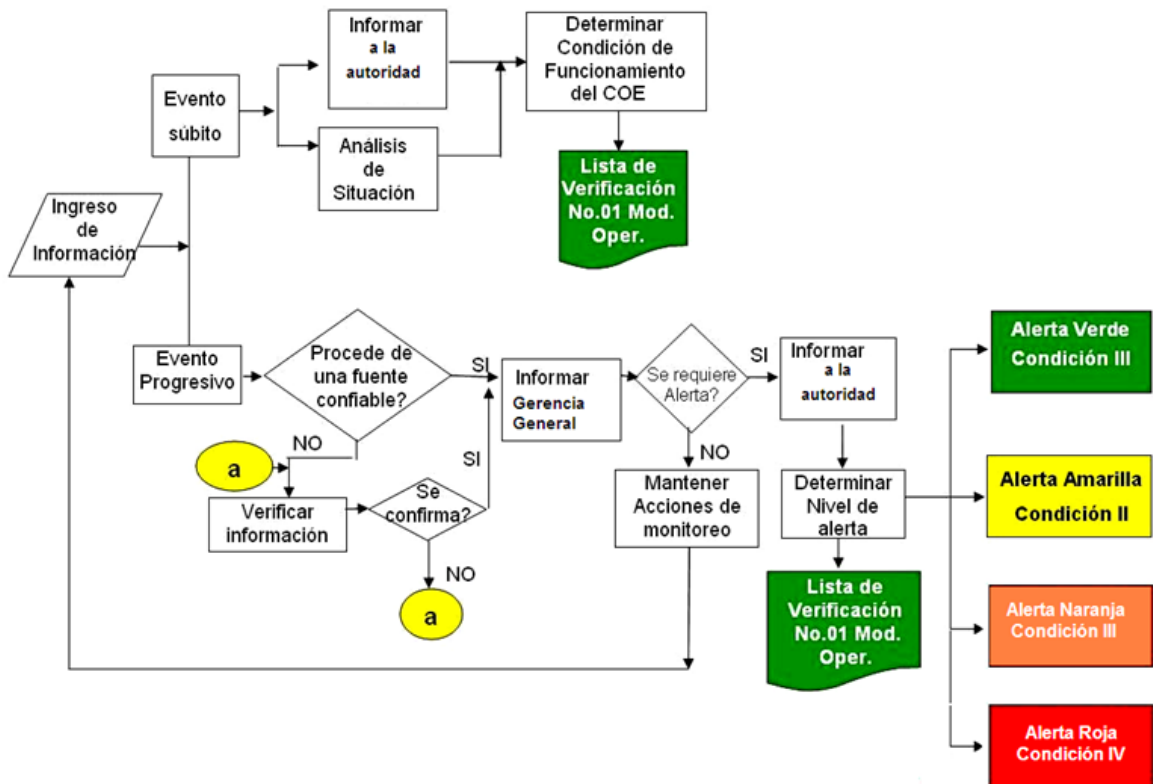 Informar
a la
autoridad
Determinar
Condición de
Funcionamiento
del COE
Evento
súbito
Análisis
de
Situación
Lista de
Verificación
No.01 Mod.
Oper.
Ingreso
de
Información
Evento
Progresivo
Procede de
una fuente
confiable?
SI
NO
a
Verificar
información
Se
confirma?
SI
NO
a
Informar
Gerencia
General
Se requiere
Alerta?
SI
NO
Mantener
Acciones de
monitoreo
Informar
a la
autoridad
Determinar
Nivel de
alerta
Lista de
Verificación
No.01 Mod.
Oper.
Alerta Verde
Condición III
Alerta Amarilla
Condición II
Alerta Naranja
Condición III
Alerta Roja
Condición IV